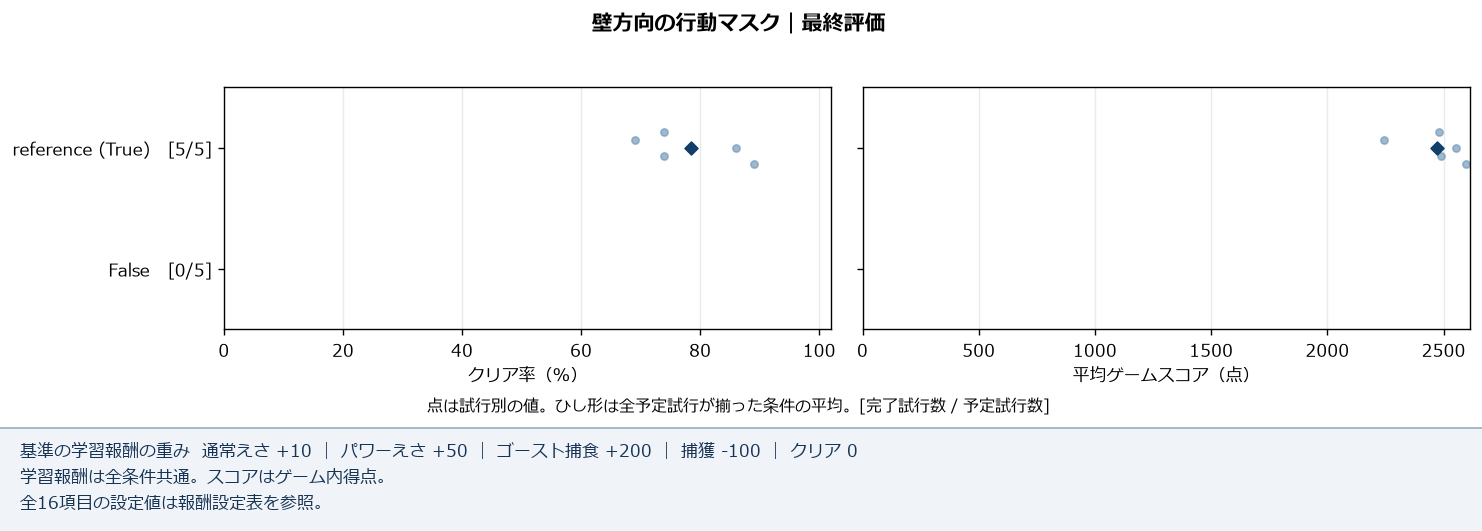 壁方向の行動マスク｜最終評価
reference (True) [5/5]
False [0/5]
0 20 40 60 80 100
クリア率（%）
0 500 1000 1500 2000 2500
平均ゲームスコア（点）
点は試行別の値。ひし形は全予定試行が揃った条件の平均。[完了試行数 / 予定試行数]
基準の学習報酬の重み 通常えさ +10 ｜ パワーえさ +50 ｜ ゴースト捕食 +200 ｜ 捕獲 -100 ｜ クリア 0
学習報酬は全条件共通。スコアはゲーム内得点。
全16項目の設定値は報酬設定表を参照。